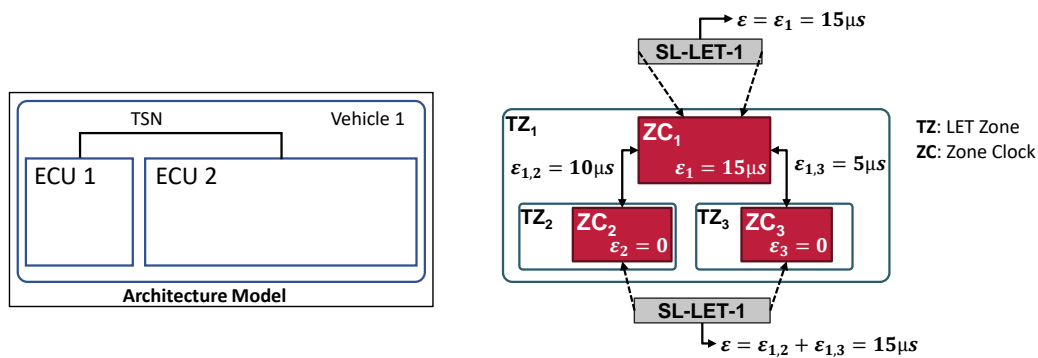 TSN
Vehicle 1
ECU 1
ECU 2
Architecture Model
ε = ε₁ = 15μs
SL-LET-1
TZ₁
ZC₁
ε₁ = 15μs
ε₁,₂ = 10μs
ε₁,₃ = 5μs
TZ₂
ZC₂
ε₂ = 0
TZ₃
ZC₃
ε₃ = 0
SL-LET-1
ε = ε₁,₂ + ε₁,₃ = 15μs
TZ: LET Zone
ZC: Zone Clock